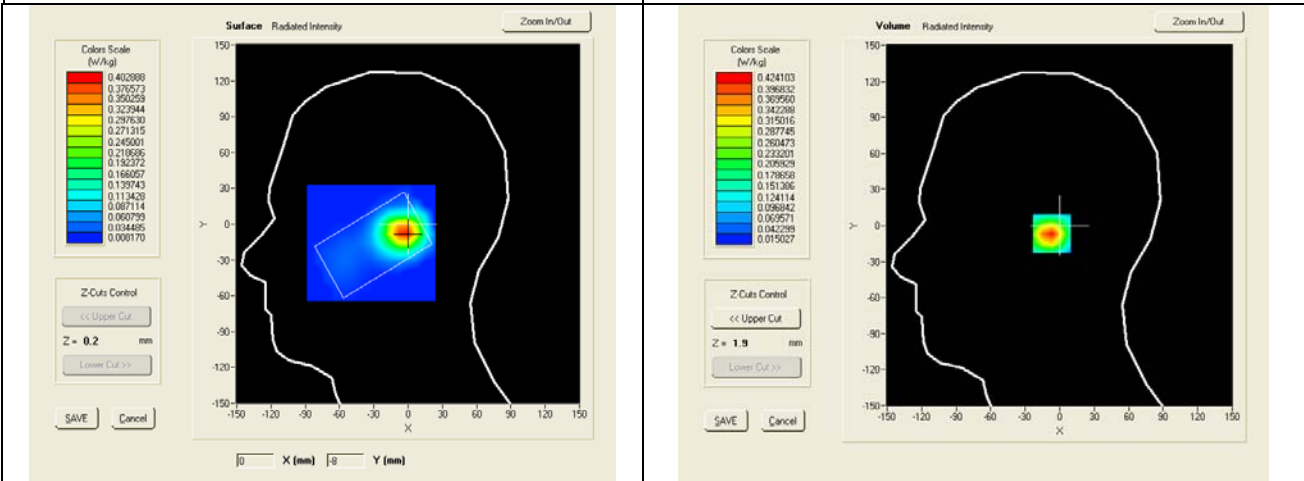 Surface Radiated Intensity
Zoom In/Out
Colors Scale
(W/kg)
0.402888
0.376573
0.350259
0.323944
0.297630
0.271315
0.245001
0.218686
0.192372
0.166057
0.139743
0.113428
0.087114
0.060799
0.034485
0.008170
Z-Cuts Control
<< Upper Cut
Z = 0.2 mm
Lower Cut >>
SAVE
Cancel
150
120
90
60
30
0
-30
-60
-90
-120
-150
Y
-150 -120 -90 -60 -30 0 30 60 90 120 150
X
0 X (mm) -8 Y (mm)
Volume Radiated Intensity
Zoom In/Out
Colors Scale
(W/kg)
0.424103
0.396832
0.369560
0.342288
0.315016
0.287745
0.260473
0.233201
0.205929
0.178658
0.151386
0.124114
0.096842
0.069571
0.042299
0.015027
Z-Cuts Control
<< Upper Cut
Z = 1.9 mm
Lower Cut >>
SAVE
Cancel
150
120
90
60
30
0
-30
-60
-90
-120
-150
Y
-150 -120 -90 -60 -30 0 30 60 90 120 150
X